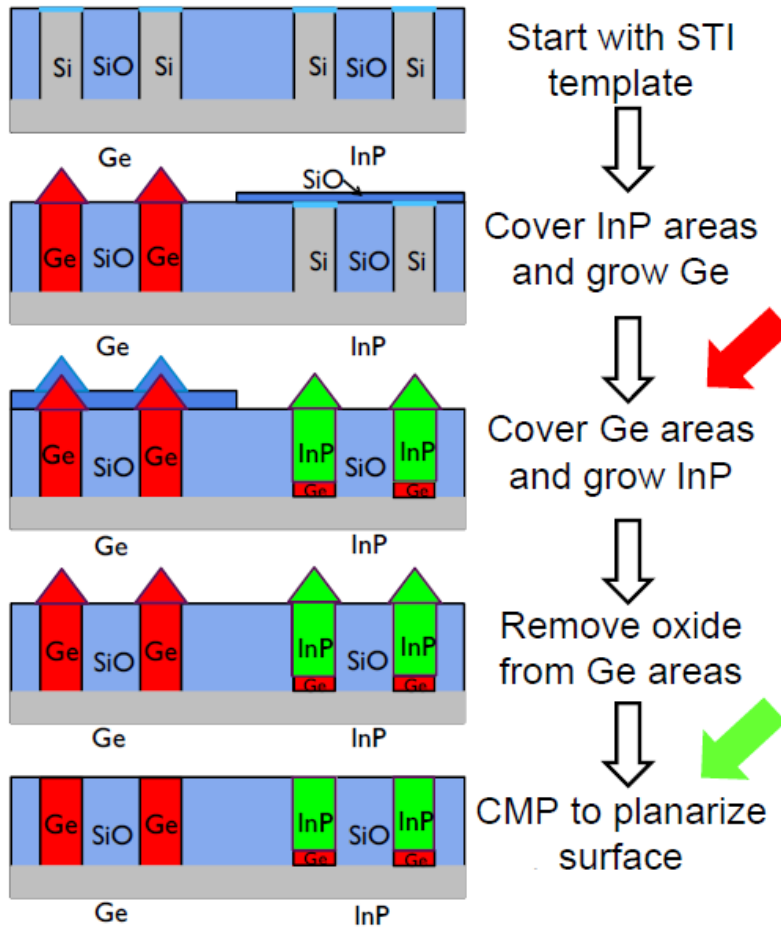 Si SiO Si Si SiO Si
Start with STI
template
Ge InP
SiO
Ge SiO Ge Si SiO Si
Cover InP areas
and grow Ge
Ge InP
Ge SiO Ge InP SiO InP
Ge Ge
Cover Ge areas
and grow InP
Ge InP
Ge SiO Ge InP SiO InP
Ge Ge
Remove oxide
from Ge areas
Ge InP
Ge SiO Ge InP SiO InP
Ge Ge
CMP to planarize
surface
Ge InP